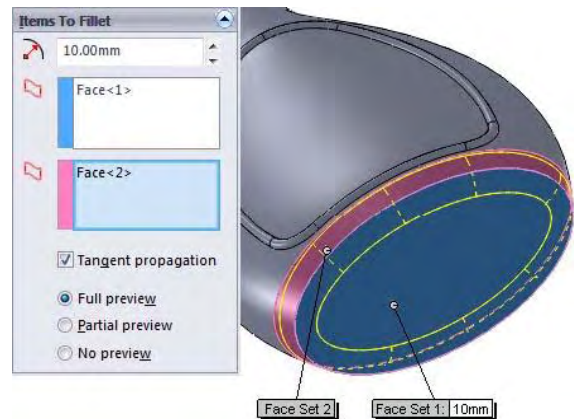 Items To Fillet
10.00mm
Face<1>
Face<2>
Tangent propagation
Full preview
Partial preview
No preview
Face Set 2
Face Set 1: 10mm